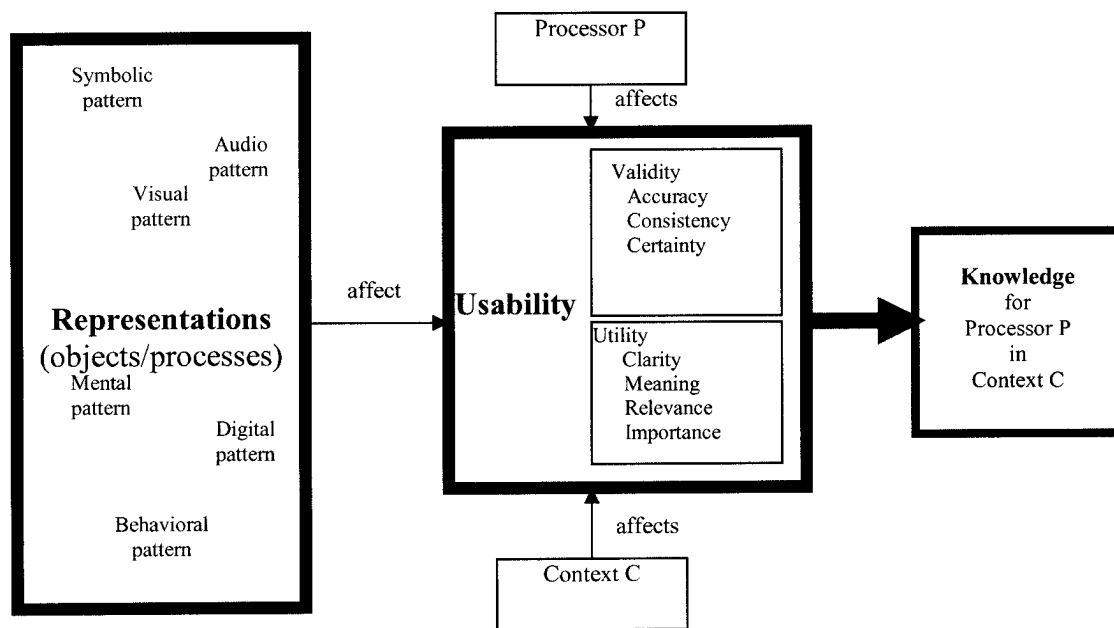 Symbolic
pattern
Audio
pattern
Visual
pattern
Representations
(objects/processes)
Mental
pattern
Digital
pattern
Behavioral
pattern
affect
Processor P
affects
Usability
Validity
Accuracy
Consistency
Certainty
Utility
Clarity
Meaning
Relevance
Importance
affects
Context C
Knowledge
for
Processor P
in
Context C